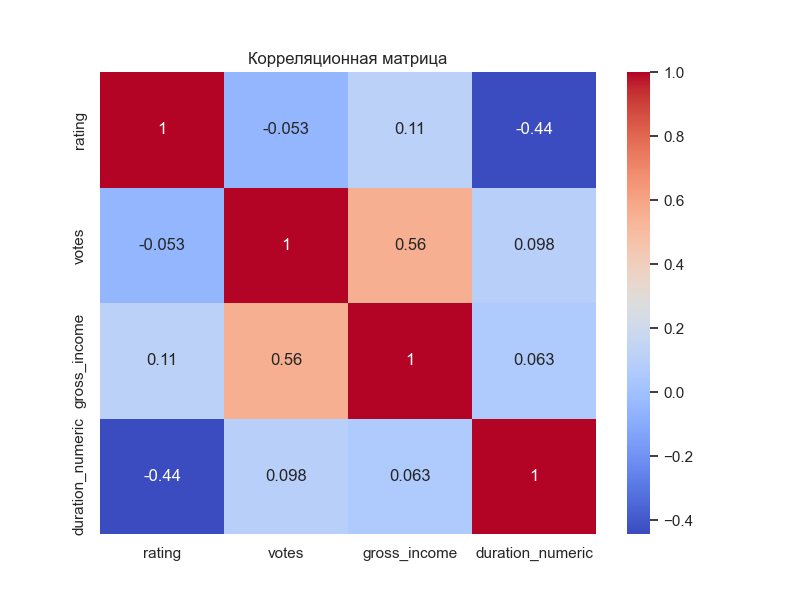 Корреляционная матрица
rating
1
-0.053
0.11
-0.44
votes
-0.053
1
0.56
0.098
gross_income
0.11
0.56
1
0.063
duration_numeric
-0.44
0.098
0.063
1
rating
votes
gross_income
duration_numeric
1.0
0.8
0.6
0.4
0.2
0.0
−0.2
−0.4